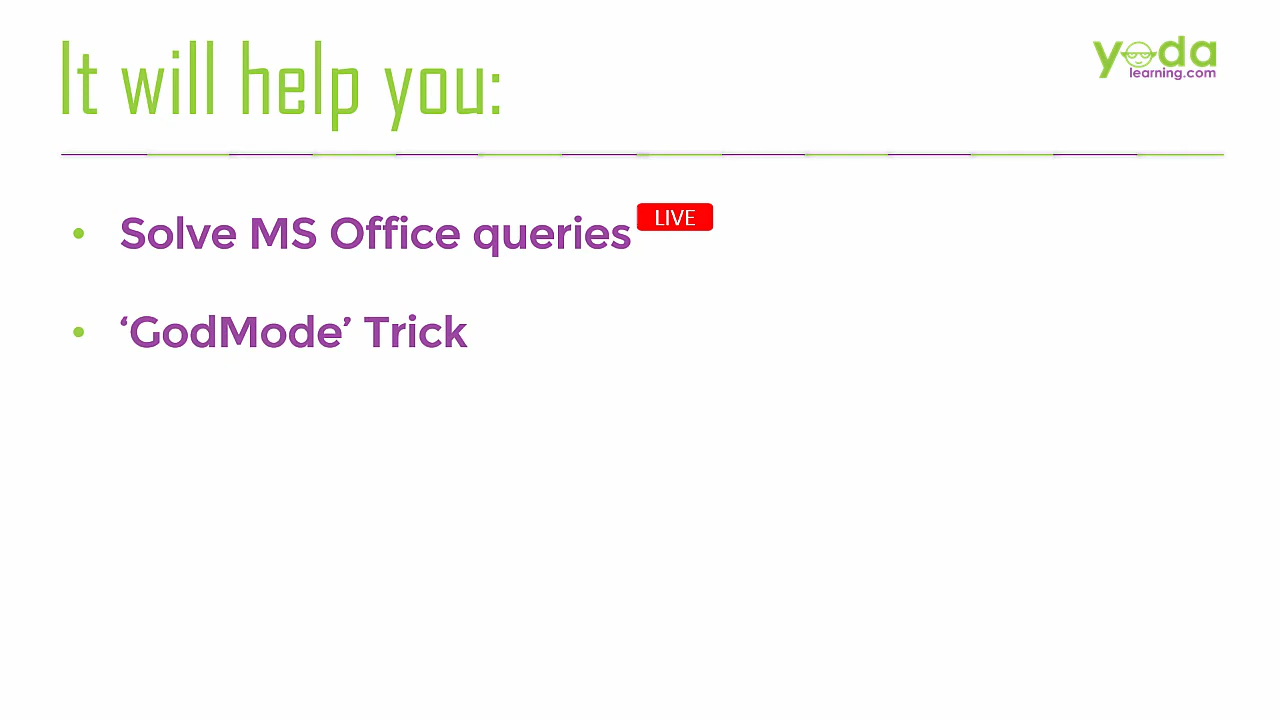 It will help you:
yoda
learning.com
• Solve MS Office queries LIVE
• ‘GodMode’ Trick